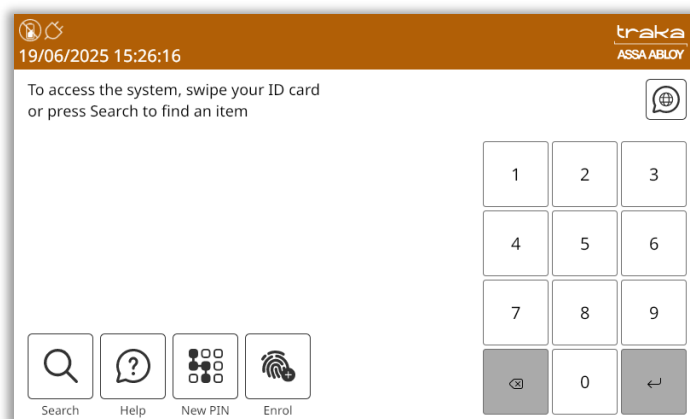 traka
19/06/2025 15:26:16
ASSA ABLOY
To access the system, swipe your ID card
or press Search to find an item
1 2 3
4 5 6
7 8 9
0
Search Help New PIN Enrol